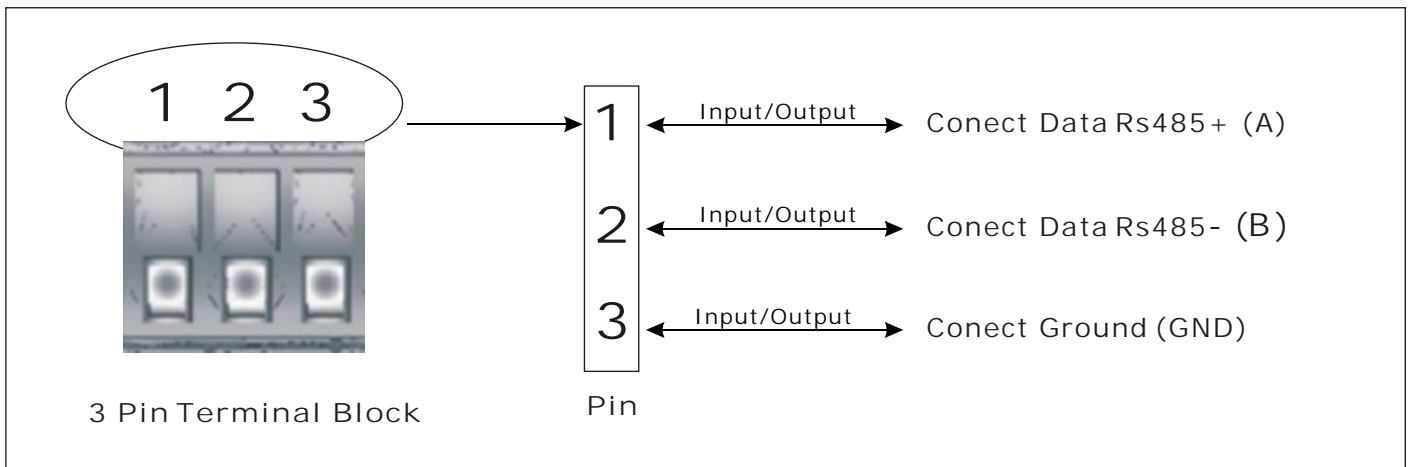 1 2 3
1 Input/Output Conect Data Rs485+ (A)
2 Input/Output Conect Data Rs485- (B)
3 Input/Output Conect Ground (GND)
3 Pin Terminal Block
Pin